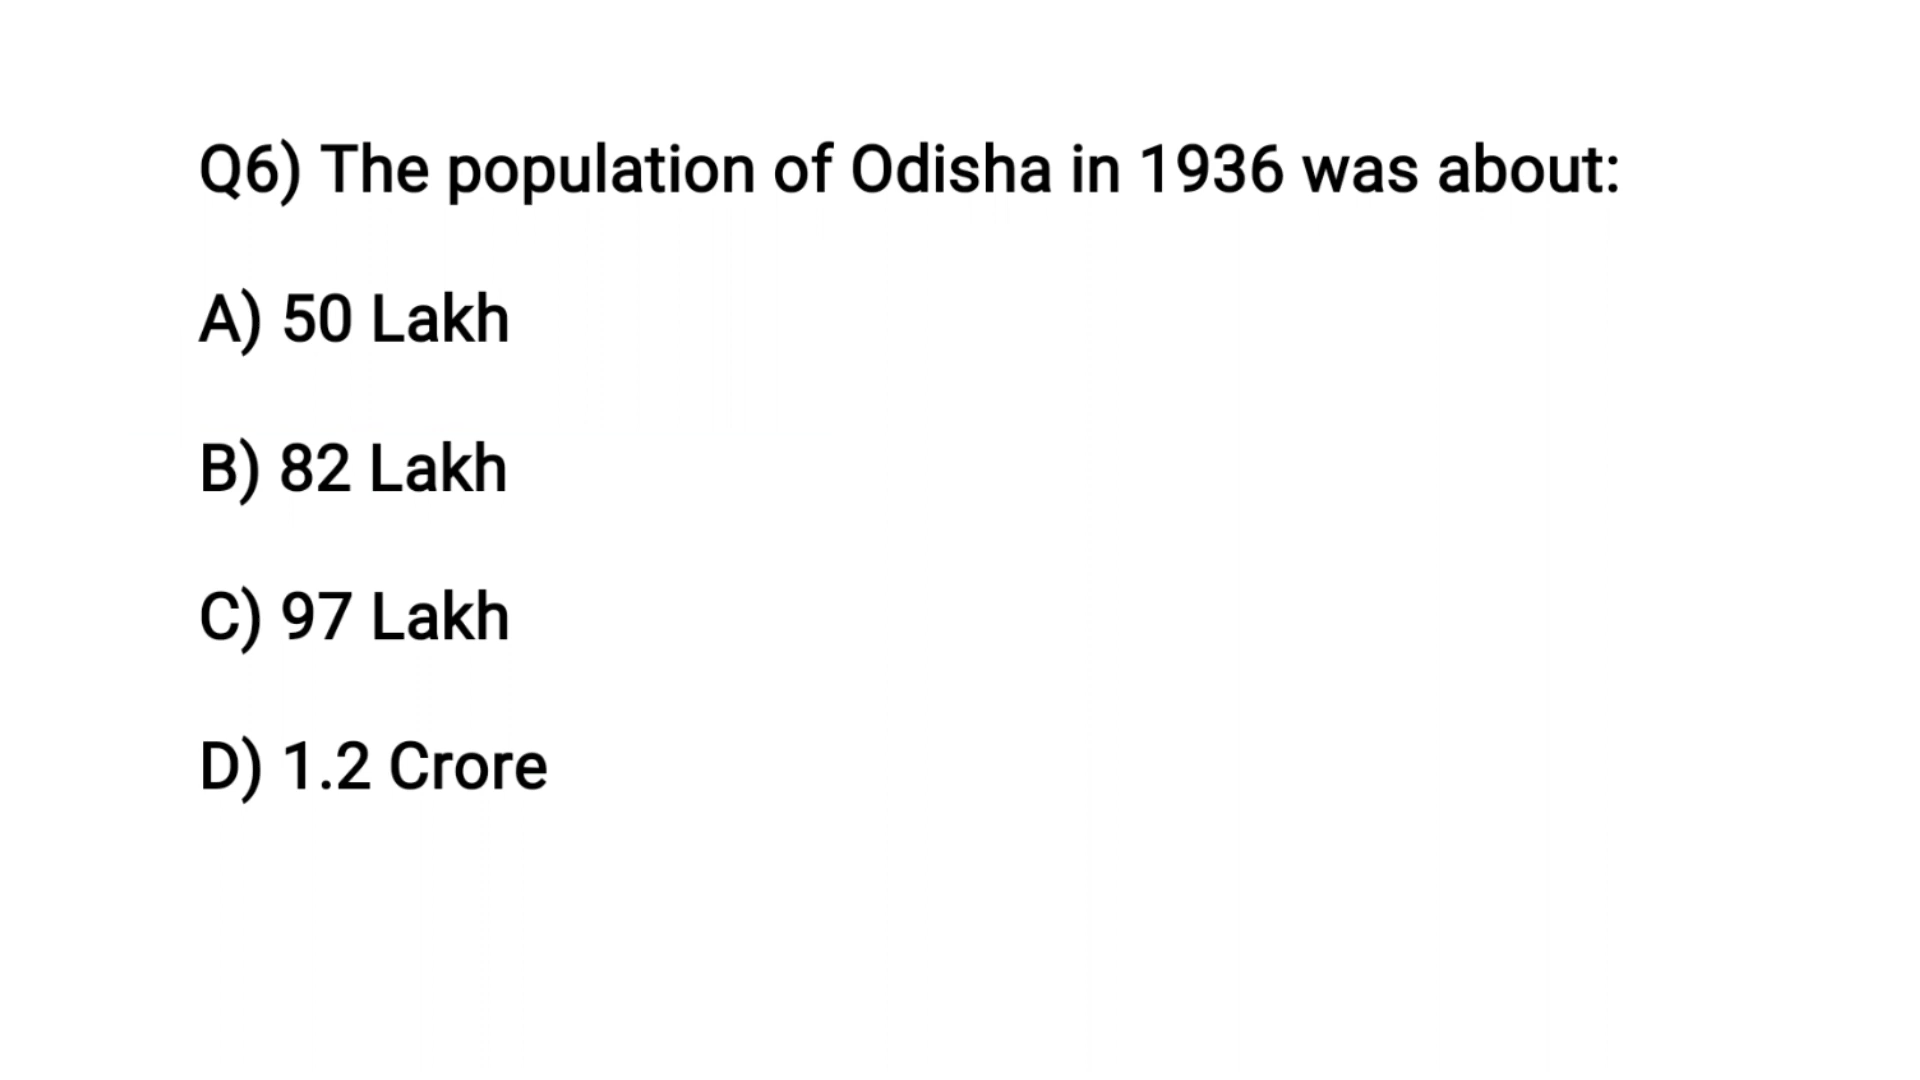 Q6) The population of Odisha in 1936 was about:
A) 50 Lakh
B) 82 Lakh
C) 97 Lakh
D) 1.2 Crore